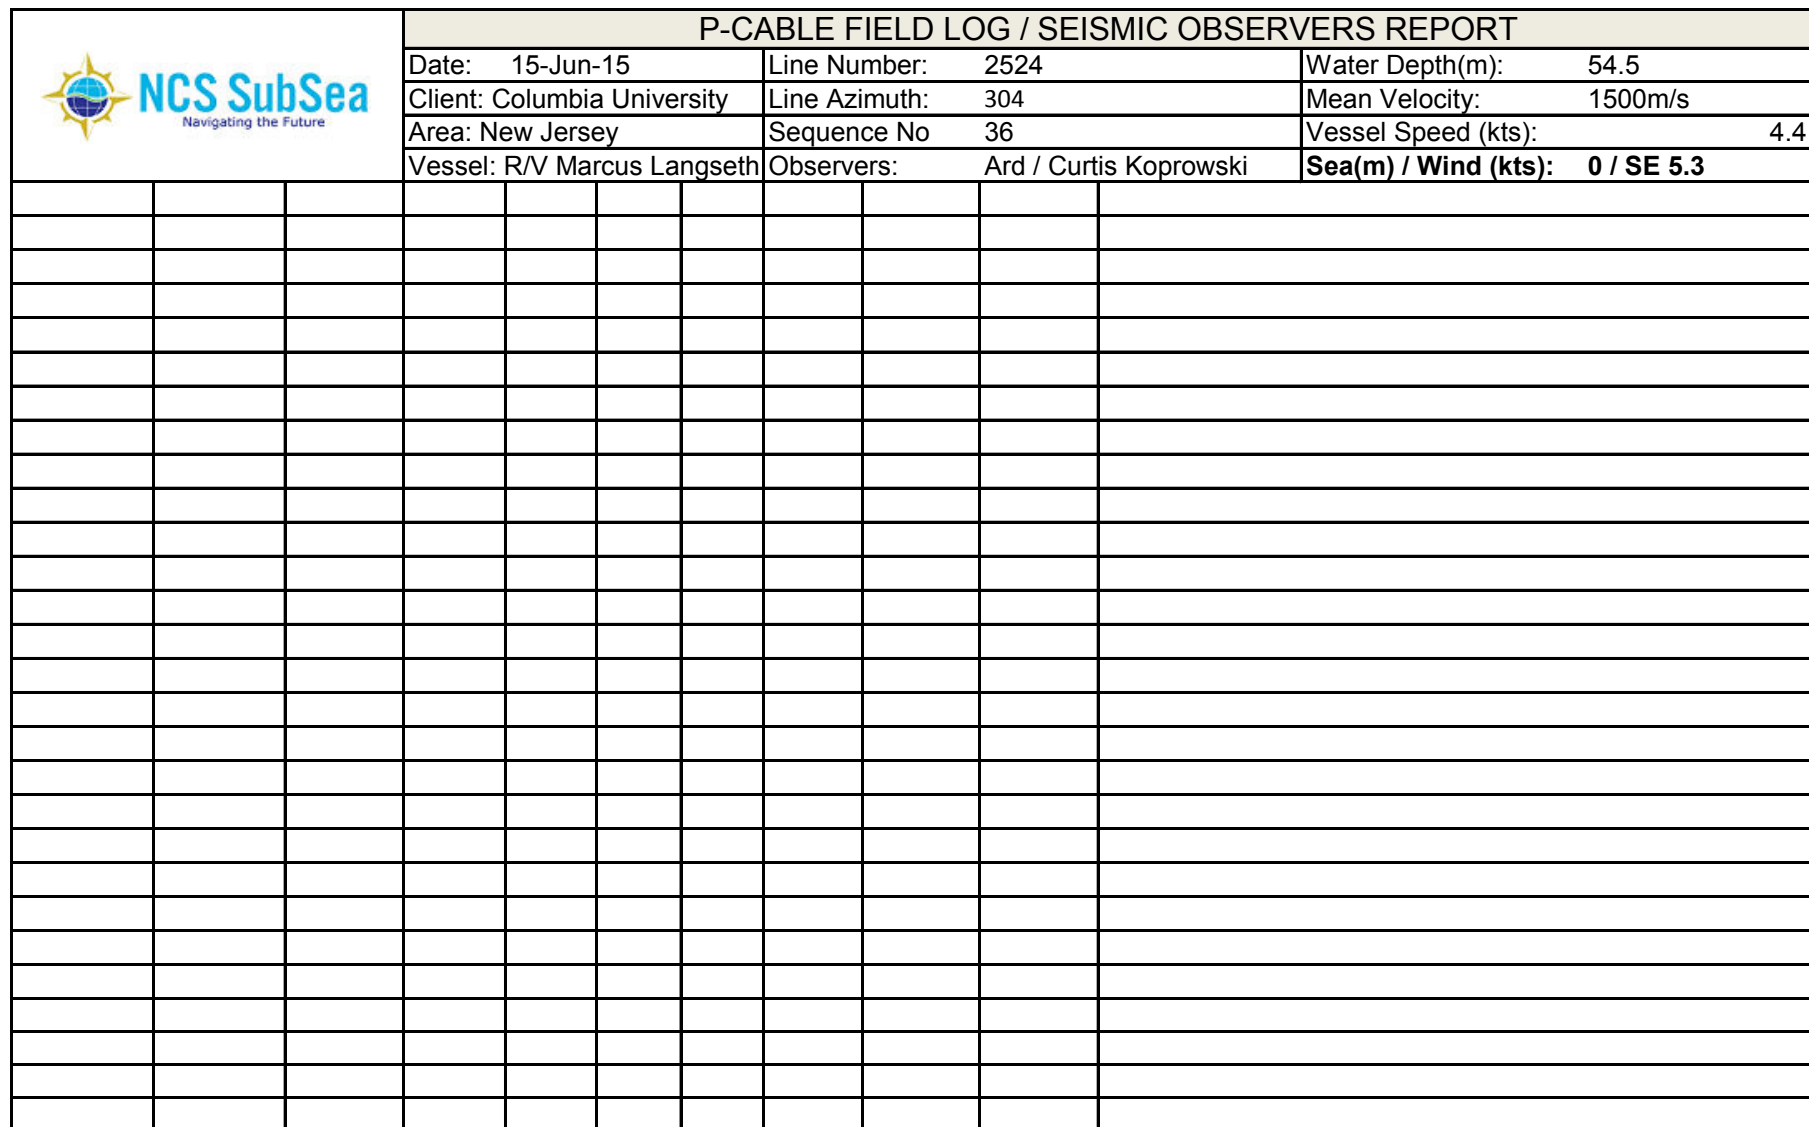 P-CABLE FIELD LOG / SEISMIC OBSERVERS REPORT
NCS SubSea
Navigating the Future
Date: 15-Jun-15 Line Number: 2524 Water Depth(m): 54.5
Client: Columbia University Line Azimuth: 304 Mean Velocity: 1500m/s
Area: New Jersey Sequence No 36 Vessel Speed (kts): 4.4
Vessel: R/V Marcus Langseth Observers: Ard / Curtis Koprowski Sea(m) / Wind (kts): 0 / SE 5.3